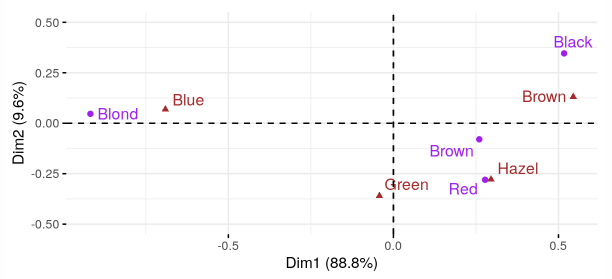 0.50
0.25
0.00
-0.25
-0.50
Dim2 (9.6%)
Black
Brown
Blue
Blond
Brown
Hazel
Red
Green
-0.5
0.0
0.5
Dim1 (88.8%)